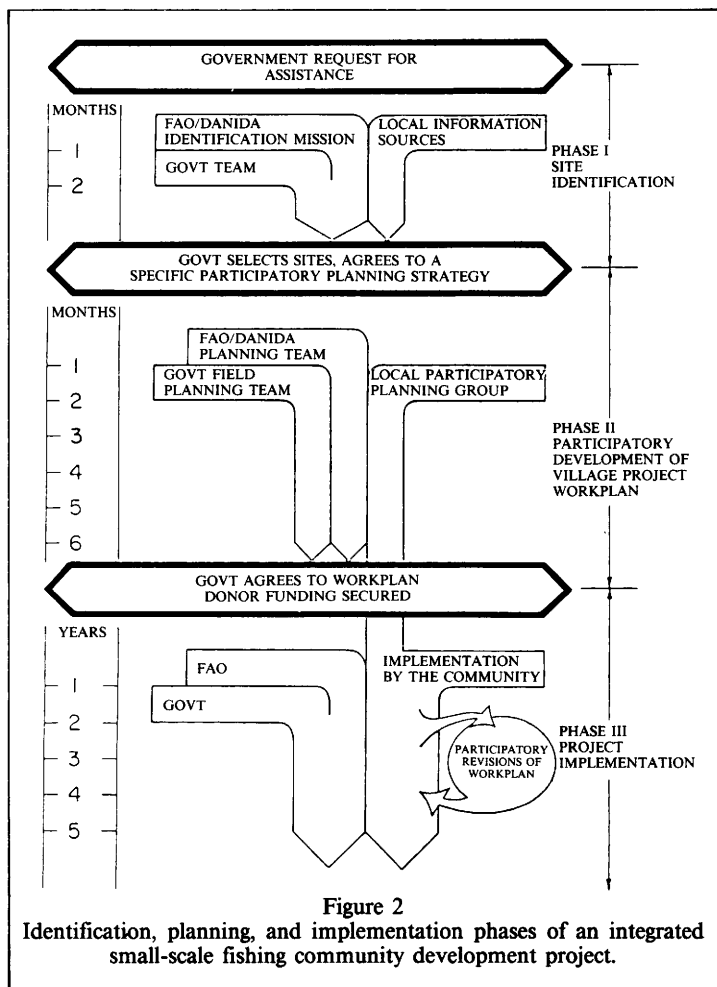 GOVERNMENT REQUEST FOR
ASSISTANCE
MONTHS
1
2
FAO/DANIDA
IDENTIFICATION MISSION
GOVT TEAM
LOCAL INFORMATION
SOURCES
PHASE I
SITE
IDENTIFICATION
GOVT SELECTS SITES, AGREES TO A
SPECIFIC PARTICIPATORY PLANNING STRATEGY
MONTHS
1
2
3
4
5
6
FAO/DANIDA
PLANNING TEAM
GOVT FIELD
PLANNING TEAM
LOCAL PARTICIPATORY
PLANNING GROUP
PHASE II
PARTICIPATORY
DEVELOPMENT OF
VILLAGE PROJECT
WORKPLAN
GOVT AGREES TO WORKPLAN
DONOR FUNDING SECURED
YEARS
1
2
3
4
5
FAO
GOVT
IMPLEMENTATION
BY THE COMMUNITY
PARTICIPATORY
REVISIONS OF
WORKPLAN
PHASE III
PROJECT
IMPLEMENTATION
Figure 2
Identification, planning, and implementation phases of an integrated
small-scale fishing community development project.